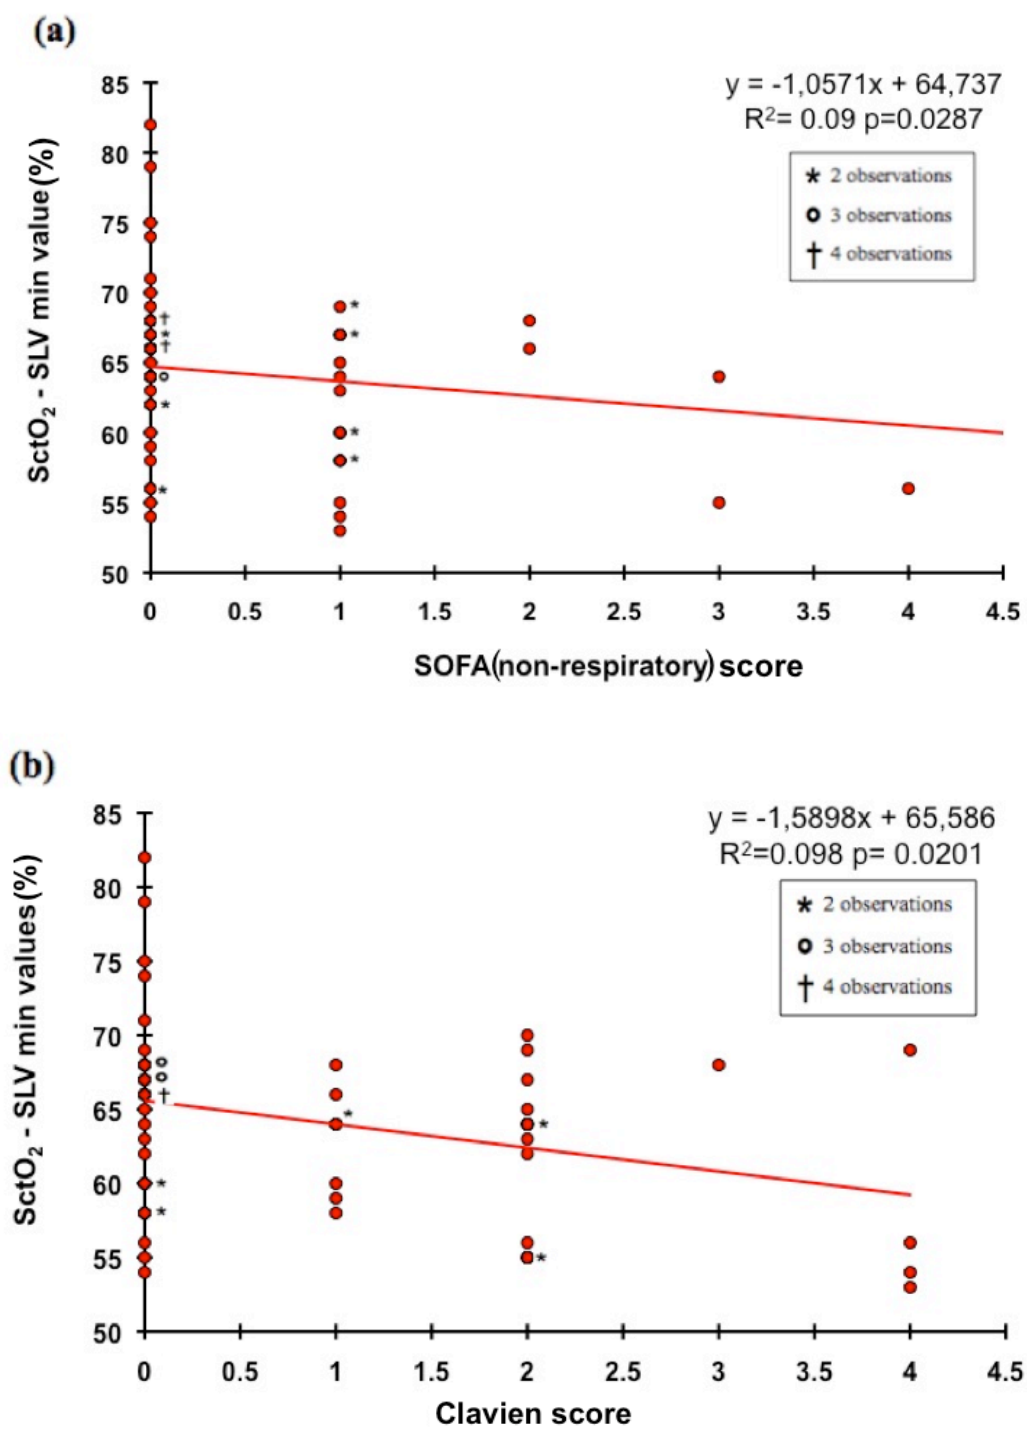 (a)
y = -1,0571x + 64,737
R²= 0.09 p=0.0287
* 2 observations
o 3 observations
† 4 observations
SctO₂ - SLV min value (%)
85
80
75
70
65
60
55
50
†
*
†
o
*
*
*
*
*
*
0 0.5 1 1.5 2 2.5 3 3.5 4 4.5
SOFA(non-respiratory) score
(b)
y = -1,5898x + 65,586
R²=0.098 p= 0.0201
* 2 observations
o 3 observations
† 4 observations
SctO₂ - SLV min values (%)
85
80
75
70
65
60
55
50
o
o
†
*
*
*
*
*
0 0.5 1 1.5 2 2.5 3 3.5 4 4.5
Clavien score